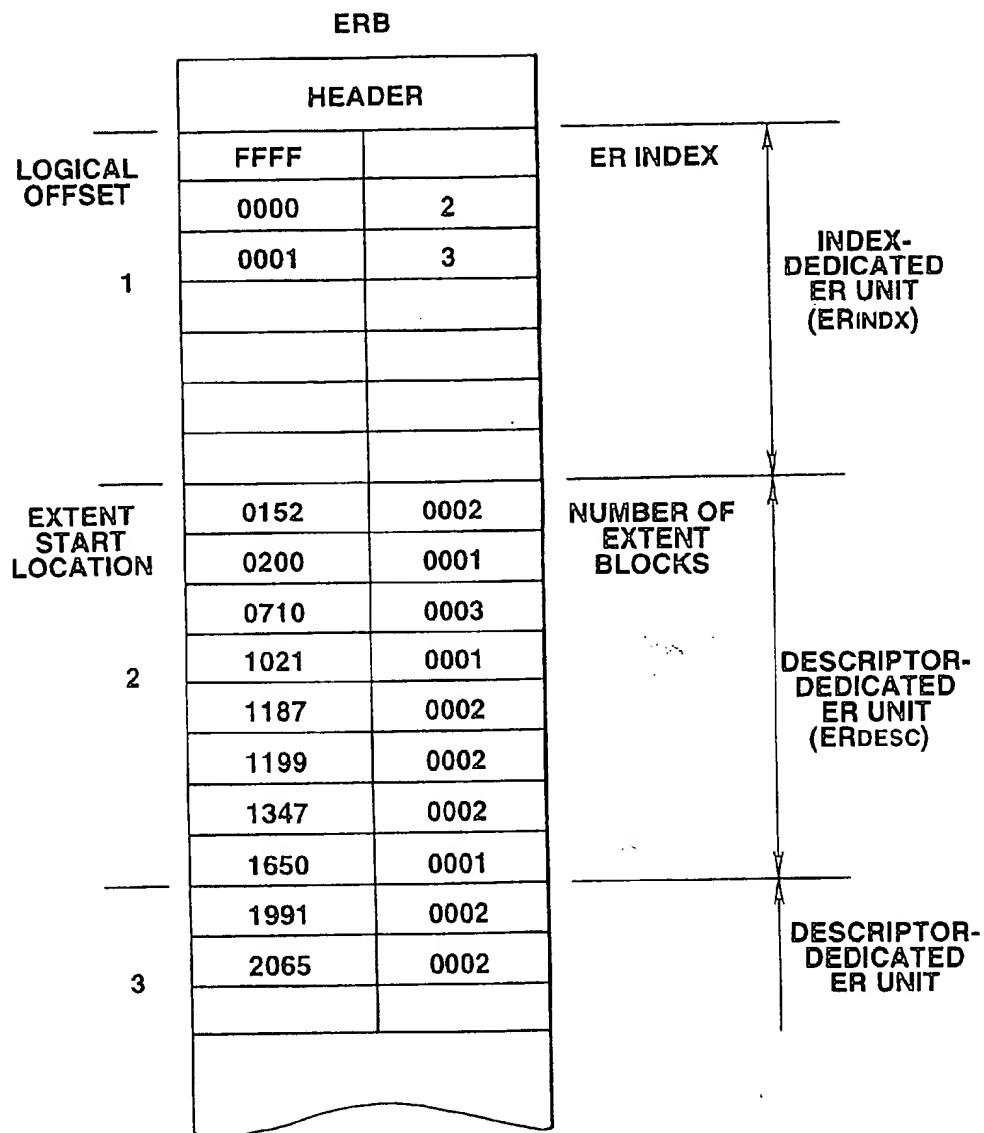 ERB
HEADER
LOGICAL
OFFSET
1
FFFF
0000 2
0001 3
ER INDEX
INDEX-
DEDICATED
ER UNIT
(ERINDX)
EXTENT
START
LOCATION
2
0152 0002
0200 0001
0710 0003
1021 0001
1187 0002
1199 0002
1347 0002
1650 0001
NUMBER OF
EXTENT
BLOCKS
DESCRIPTOR-
DEDICATED
ER UNIT
(ERDESC)
3
1991 0002
2065 0002
DESCRIPTOR-
DEDICATED
ER UNIT